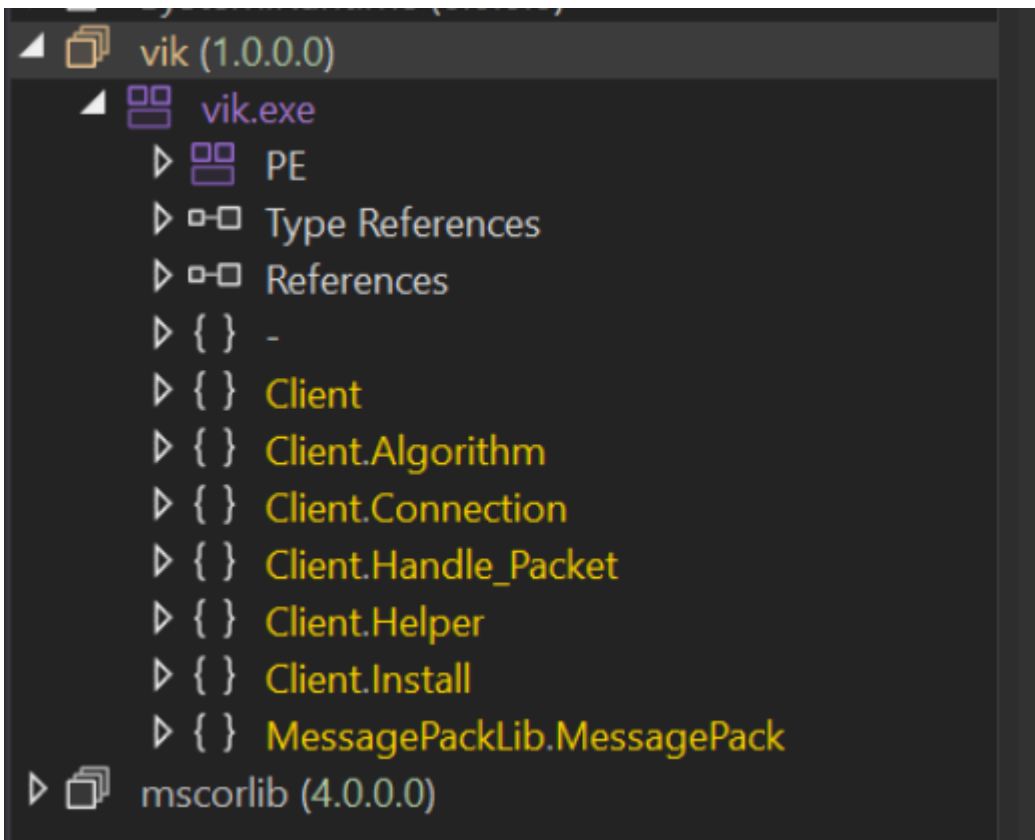 vik (1.0.0.0)
vik.exe
PE
Type References
References
{ } -
{ } Client
{ } Client.Algorithm
{ } Client.Connection
{ } Client.Handle_Packet
{ } Client.Helper
{ } Client.Install
{ } MessagePackLib.MessagePack
mscorlib (4.0.0.0)